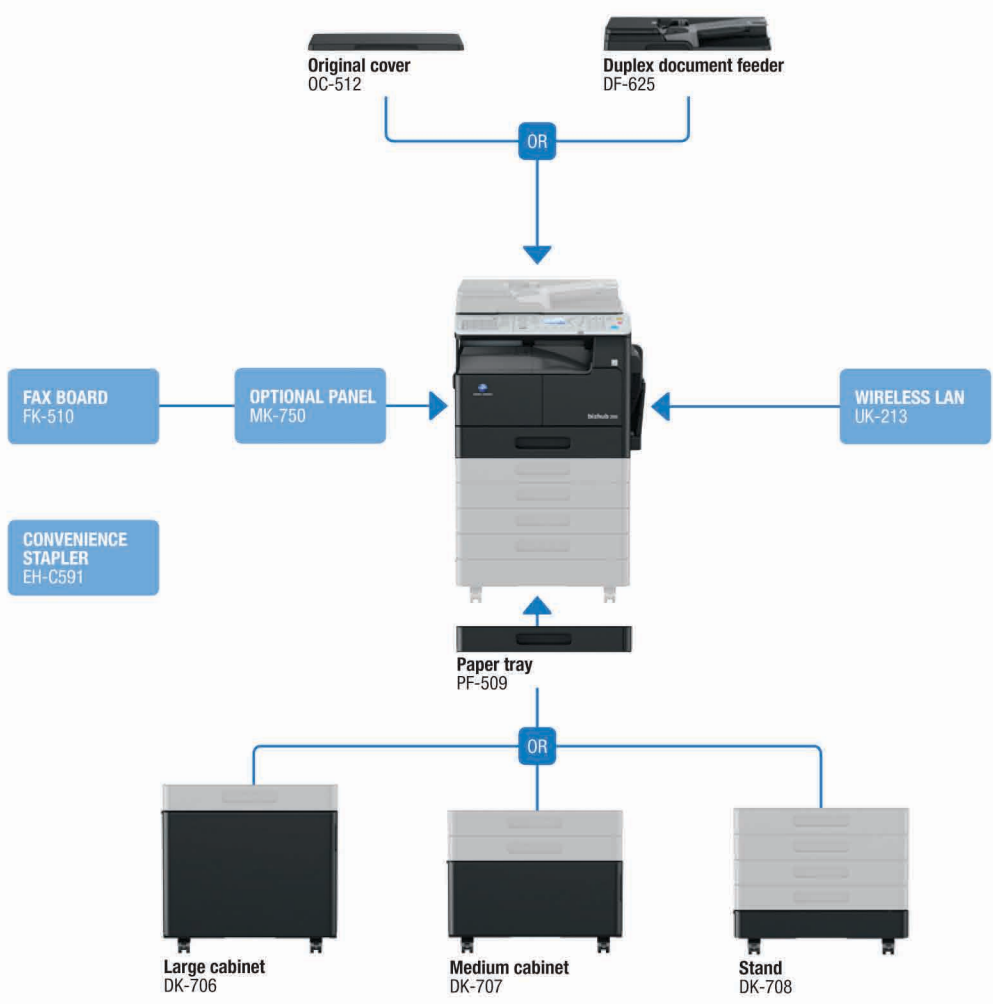 Original cover
OC-512
Duplex document feeder
DF-625
OR
FAX BOARD
FK-510
OPTIONAL PANEL
MK-750
bizhub
WIRELESS LAN
UK-213
CONVENIENCE
STAPLER
EH-C591
Paper tray
PF-509
OR
Large cabinet
DK-706
Medium cabinet
DK-707
Stand
DK-708